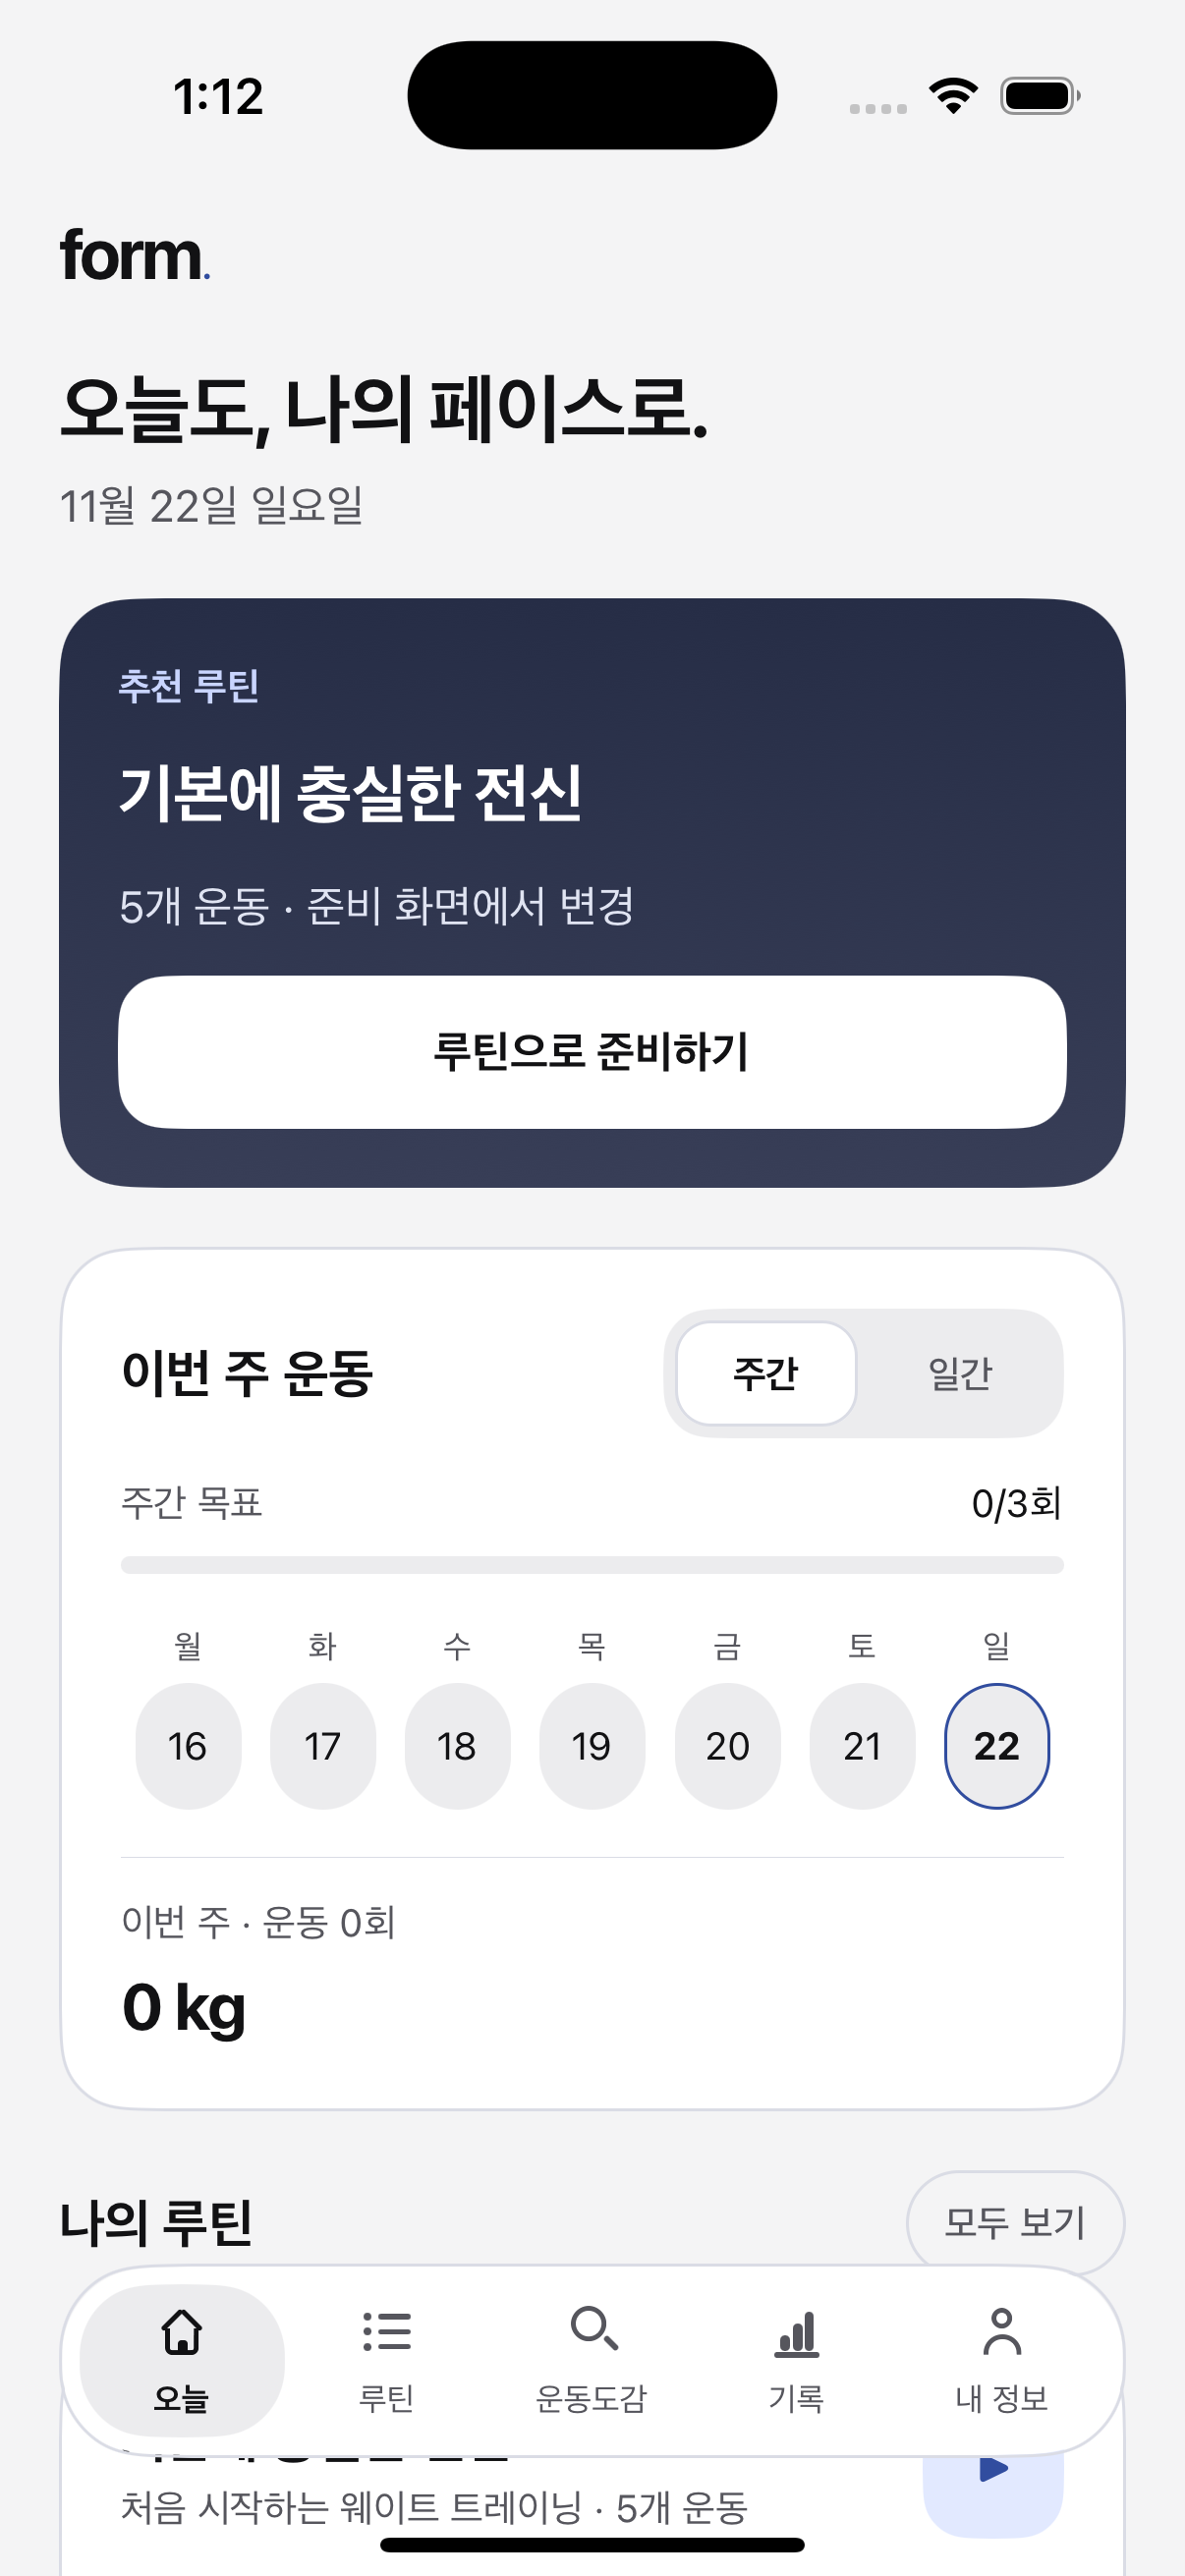 1:12
form.
오늘도, 나의 페이스로.
11월 22일 일요일
추천 루틴
기본에 충실한 전신
5개 운동 · 준비 화면에서 변경
루틴으로 준비하기
이번 주 운동
주간 일간
주간 목표 0/3회
월 화 수 목 금 토 일
16 17 18 19 20 21 22
이번 주 · 운동 0회
0 kg
나의 루틴 모두 보기
오늘 루틴 운동도감 기록 내 정보
처음 시작하는 웨이트 트레이닝 · 5개 운동